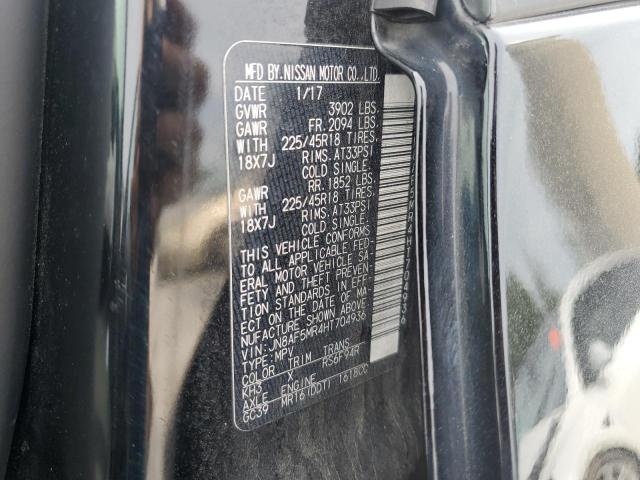 MFD BY. NISSAN MOTOR CO., LTD.
DATE 1/17
GVWR 3902 LBS.
GAWR FR. 2094 LBS.
WITH 225/45R18 TIRES,
18X7J RIMS, AT33PSI
COLD SINGLE.
GAWR RR. 1852 LBS.
WITH 225/45R18 TIRES,
18X7J RIMS, AT33PSI
COLD SINGLE.
THIS VEHICLE CONFORMS
TO ALL APPLICABLE FED-
ERAL MOTOR VEHICLE SA-
FETY AND THEFT PREVEN-
TION STANDARDS IN EFF-
ECT ON THE DATE OF MA-
NUFACTURE SHOWN ABOVE.
VIN: JN8AF5MR4HT704936
TYPE: MPV
COLOR TRIM TRANS
KH3 X RS6F94R
AXLE ENGINE
GC39 MR16(DDT) 1618CC